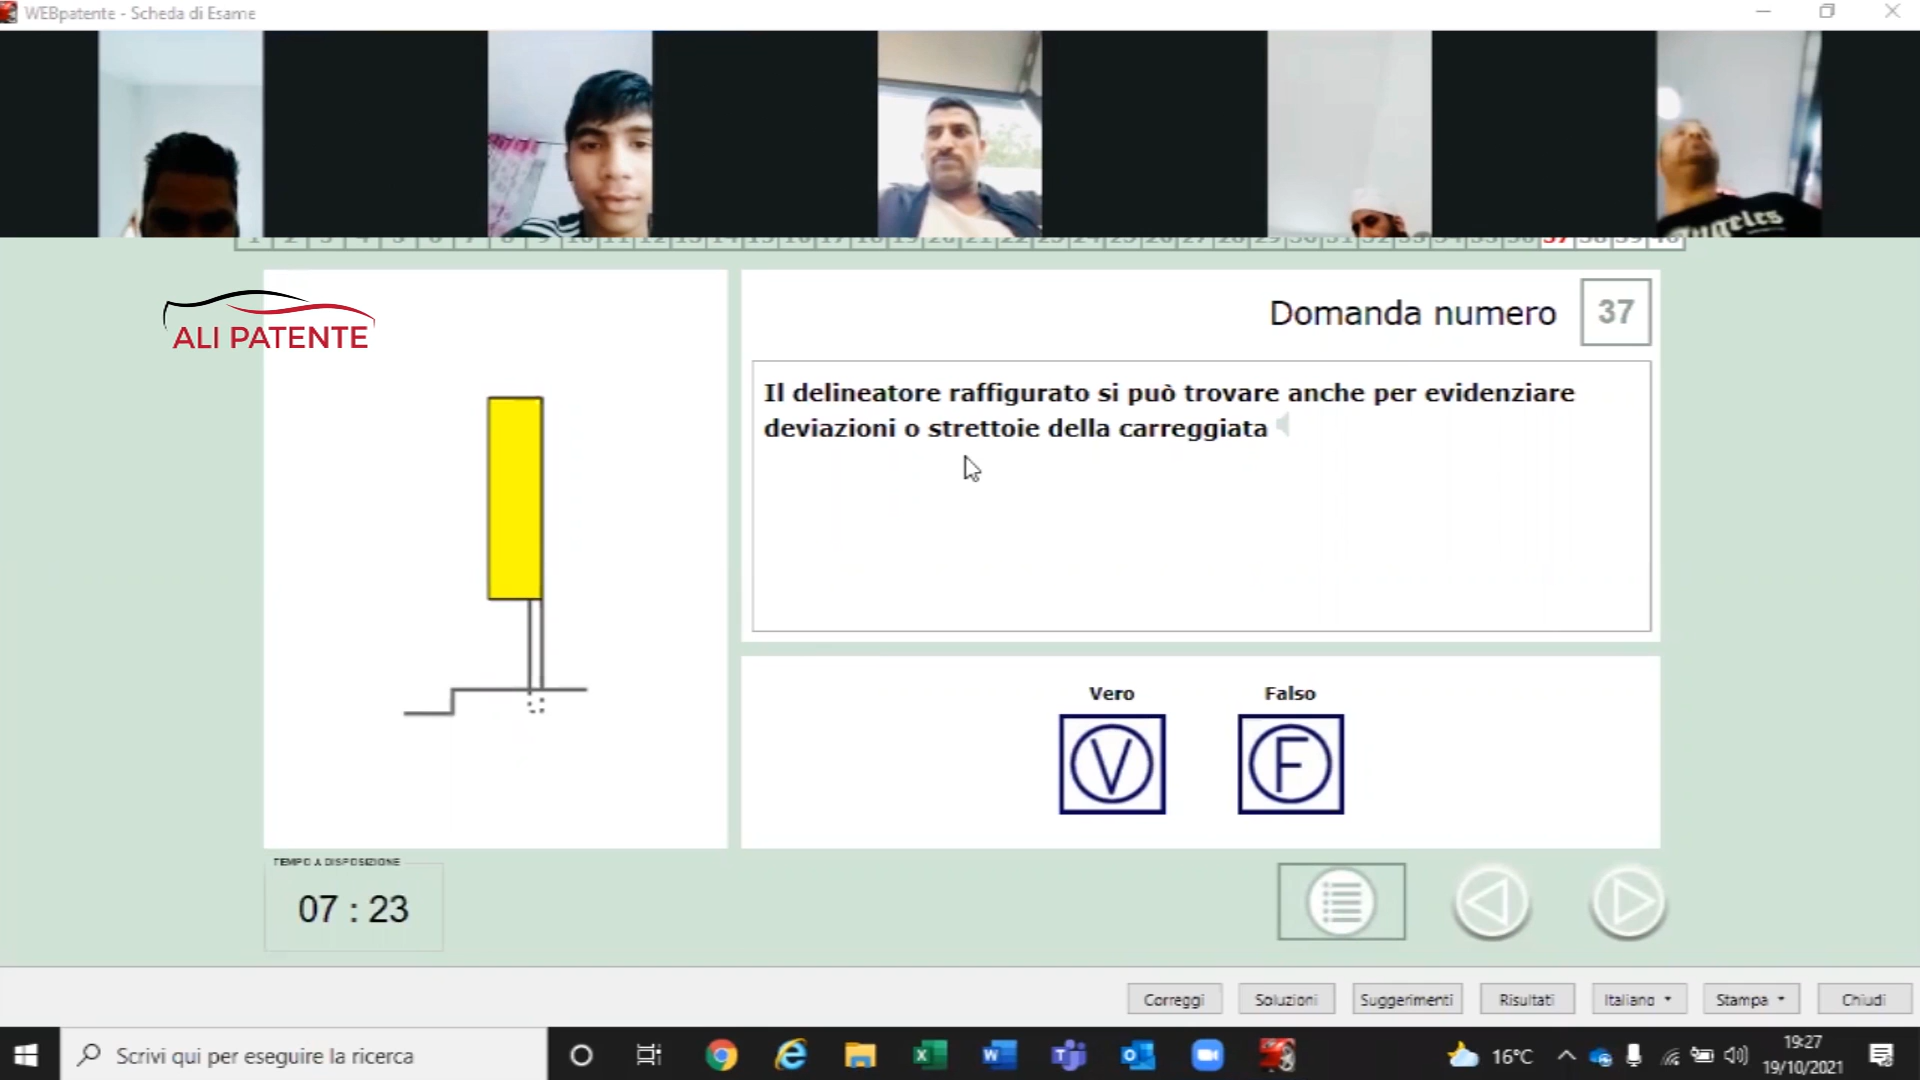 WEBpatente - Scheda di Esame
ALI PATENTE
Angeles
37
Domanda numero 37
Il delineatore raffigurato si può trovare anche per evidenziare
deviazioni o strettoie della carreggiata
Vero Falso
V F
TEMPO A DISPOSIZIONE
07 : 23
Correggi Soluzioni Suggerimenti Risultati Italiano Stampa Chiudi
Scrivi qui per eseguire la ricerca
16°C
19:27
19/10/2021